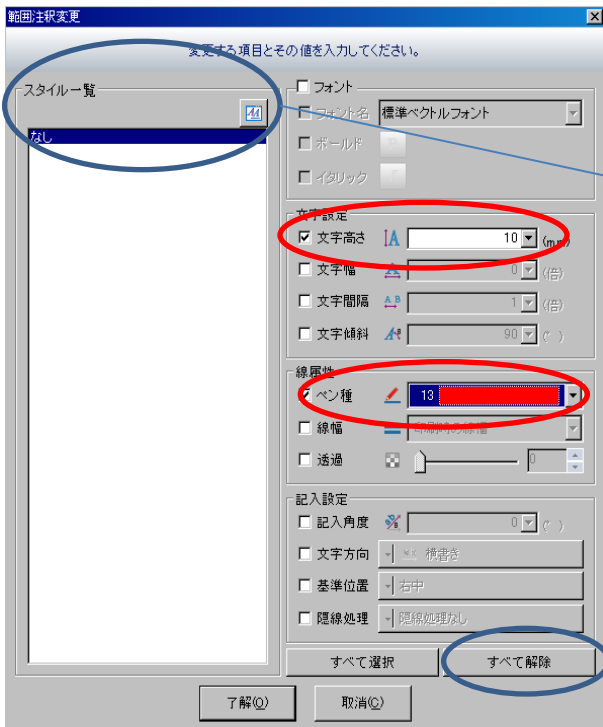 範囲注釈変更
変更する項目とその値を入力してください。
スタイル一覧
なし
フォント
フォント名 標準ベクトルフォント
ボールド
イタリック
文字設定
文字高さ 10 (mm)
文字幅 0 (倍)
文字間隔 1 (倍)
文字傾斜 90 (°)
線属性
ペン種 13
線幅 印刷時の線幅
透過 0
記入設定
記入角度 0 (°)
文字方向 横書き
基準位置 右中
隠線処理 隠線処理なし
すべて選択 すべて解除
了解(O) 取消(C)